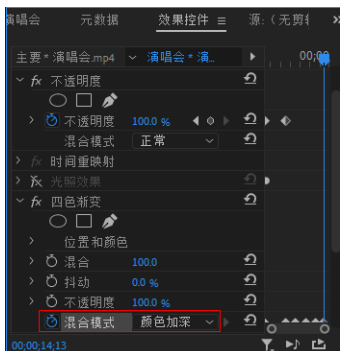 演唱会 元数据 效果控件 ≡ 源:（无剪辑 »
主要 * 演唱会.mp4 演唱会 * 演... 00;00
fx 不透明度
不透明度 100.0 %
混合模式 正常
fx 时间重映射
fx 光照效果
fx 四色渐变
位置和颜色
混合 100.0
抖动 0.0 %
不透明度 100.0 %
混合模式 颜色加深
00;00;14;13